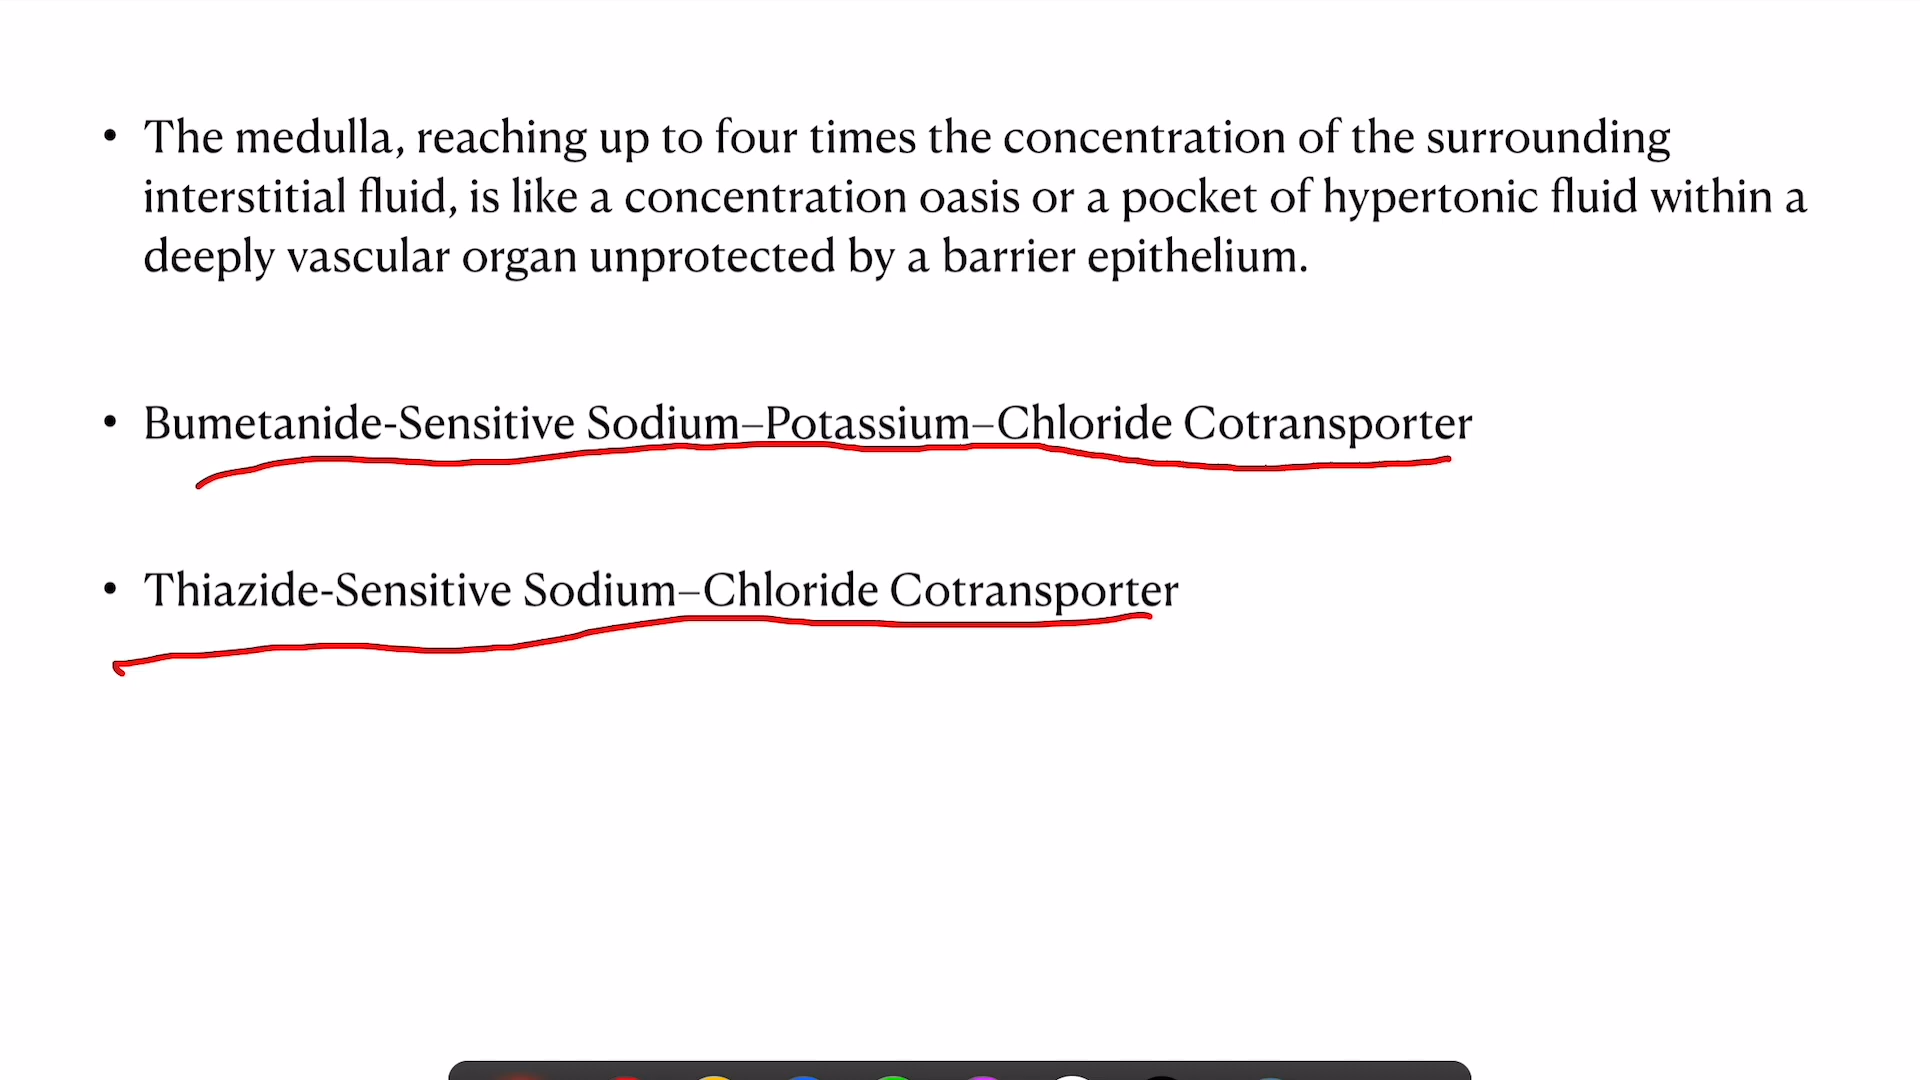 • The medulla, reaching up to four times the concentration of the surrounding
interstitial fluid, is like a concentration oasis or a pocket of hypertonic fluid within a
deeply vascular organ unprotected by a barrier epithelium.
• Bumetanide-Sensitive Sodium–Potassium–Chloride Cotransporter
• Thiazide-Sensitive Sodium–Chloride Cotransporter